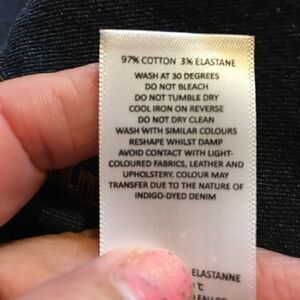 97% COTTON 3% ELASTANE
WASH AT 30 DEGREES
DO NOT BLEACH
DO NOT TUMBLE DRY
COOL IRON ON REVERSE
DO NOT DRY CLEAN
WASH WITH SIMILAR COLOURS
RESHAPE WHILST DAMP
AVOID CONTACT WITH LIGHT-
COLOURED FABRICS, LEATHER AND
UPHOLSTERY. COLOUR MAY
TRANSFER DUE TO THE NATURE OF
INDIGO-DYED DENIM
ELASTANNE